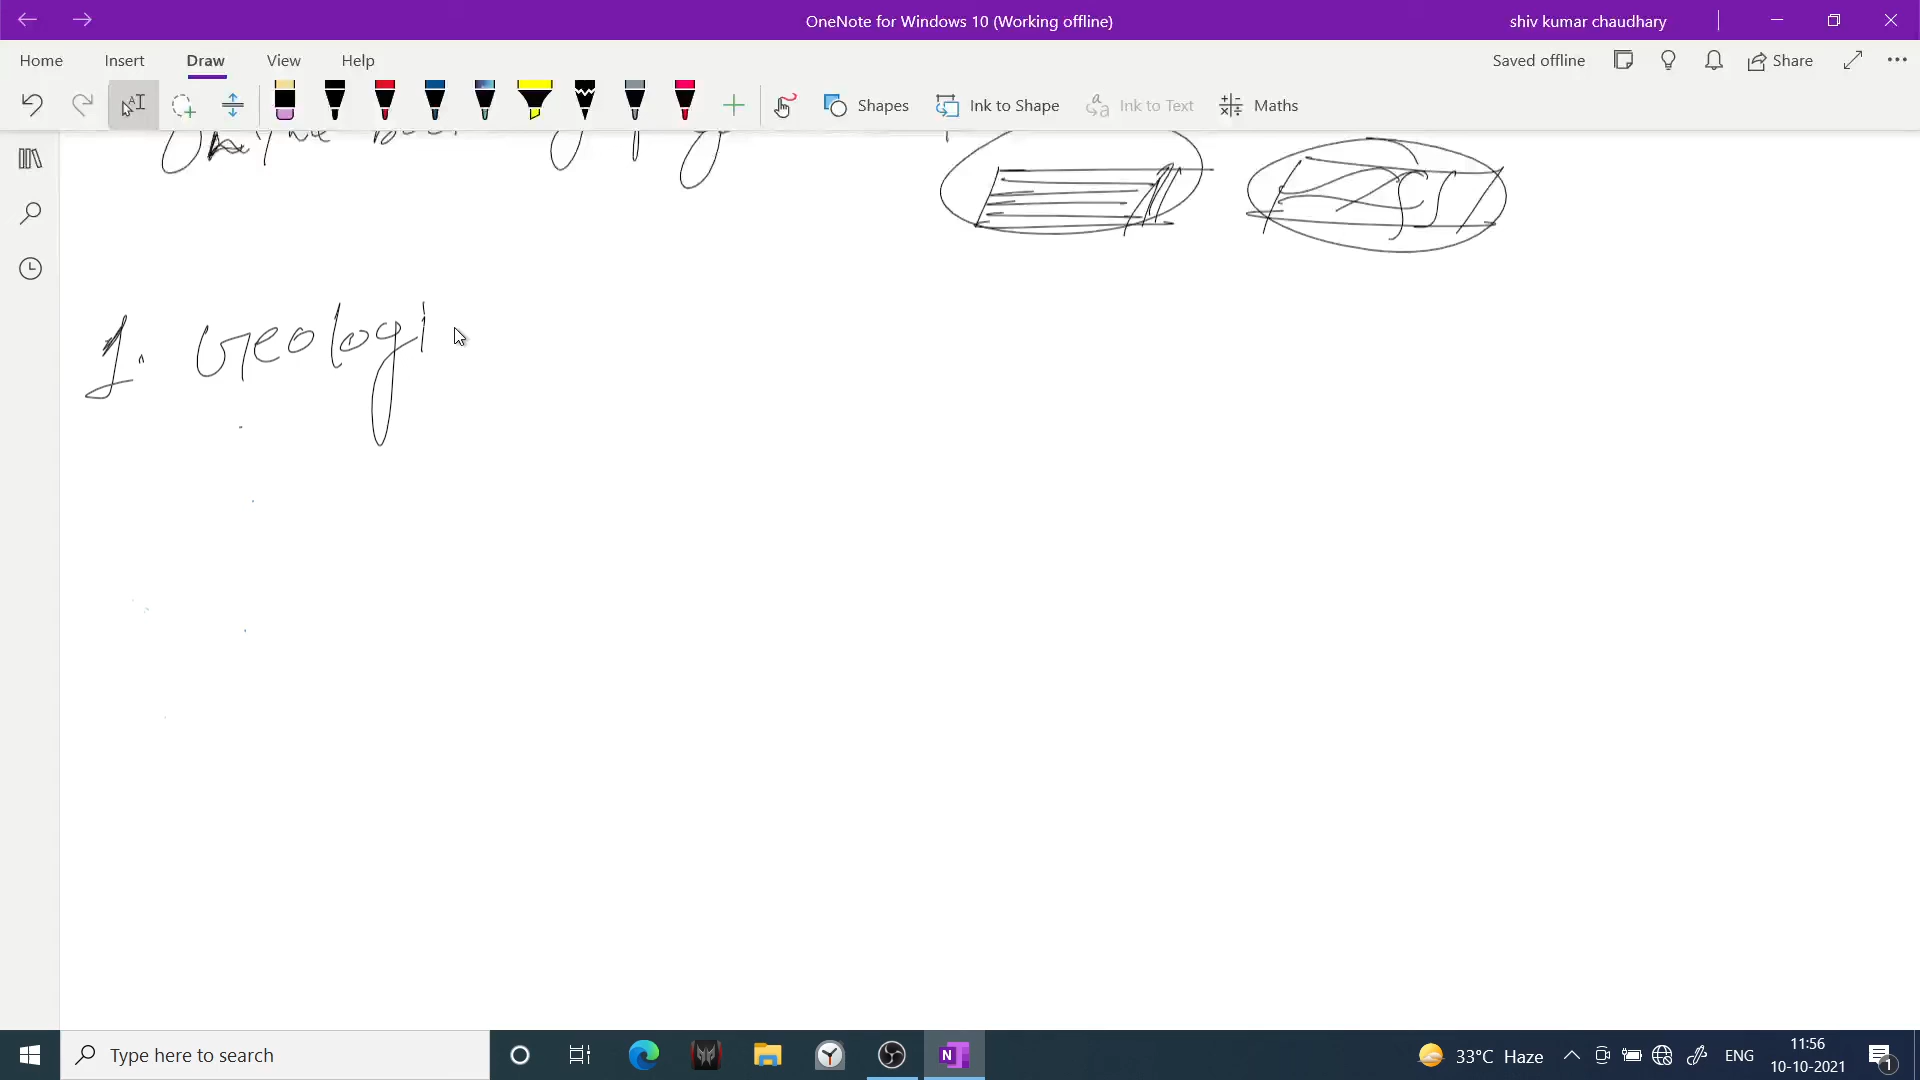 OneNote for Windows 10 (Working offline)
shiv kumar chaudhary
Home Insert Draw View Help
Saved offline
Share
Shapes
Ink to Shape
Ink to Text
Maths
1. Geologi
Type here to search
33°C Haze
ENG
11:56
10-10-2021
1